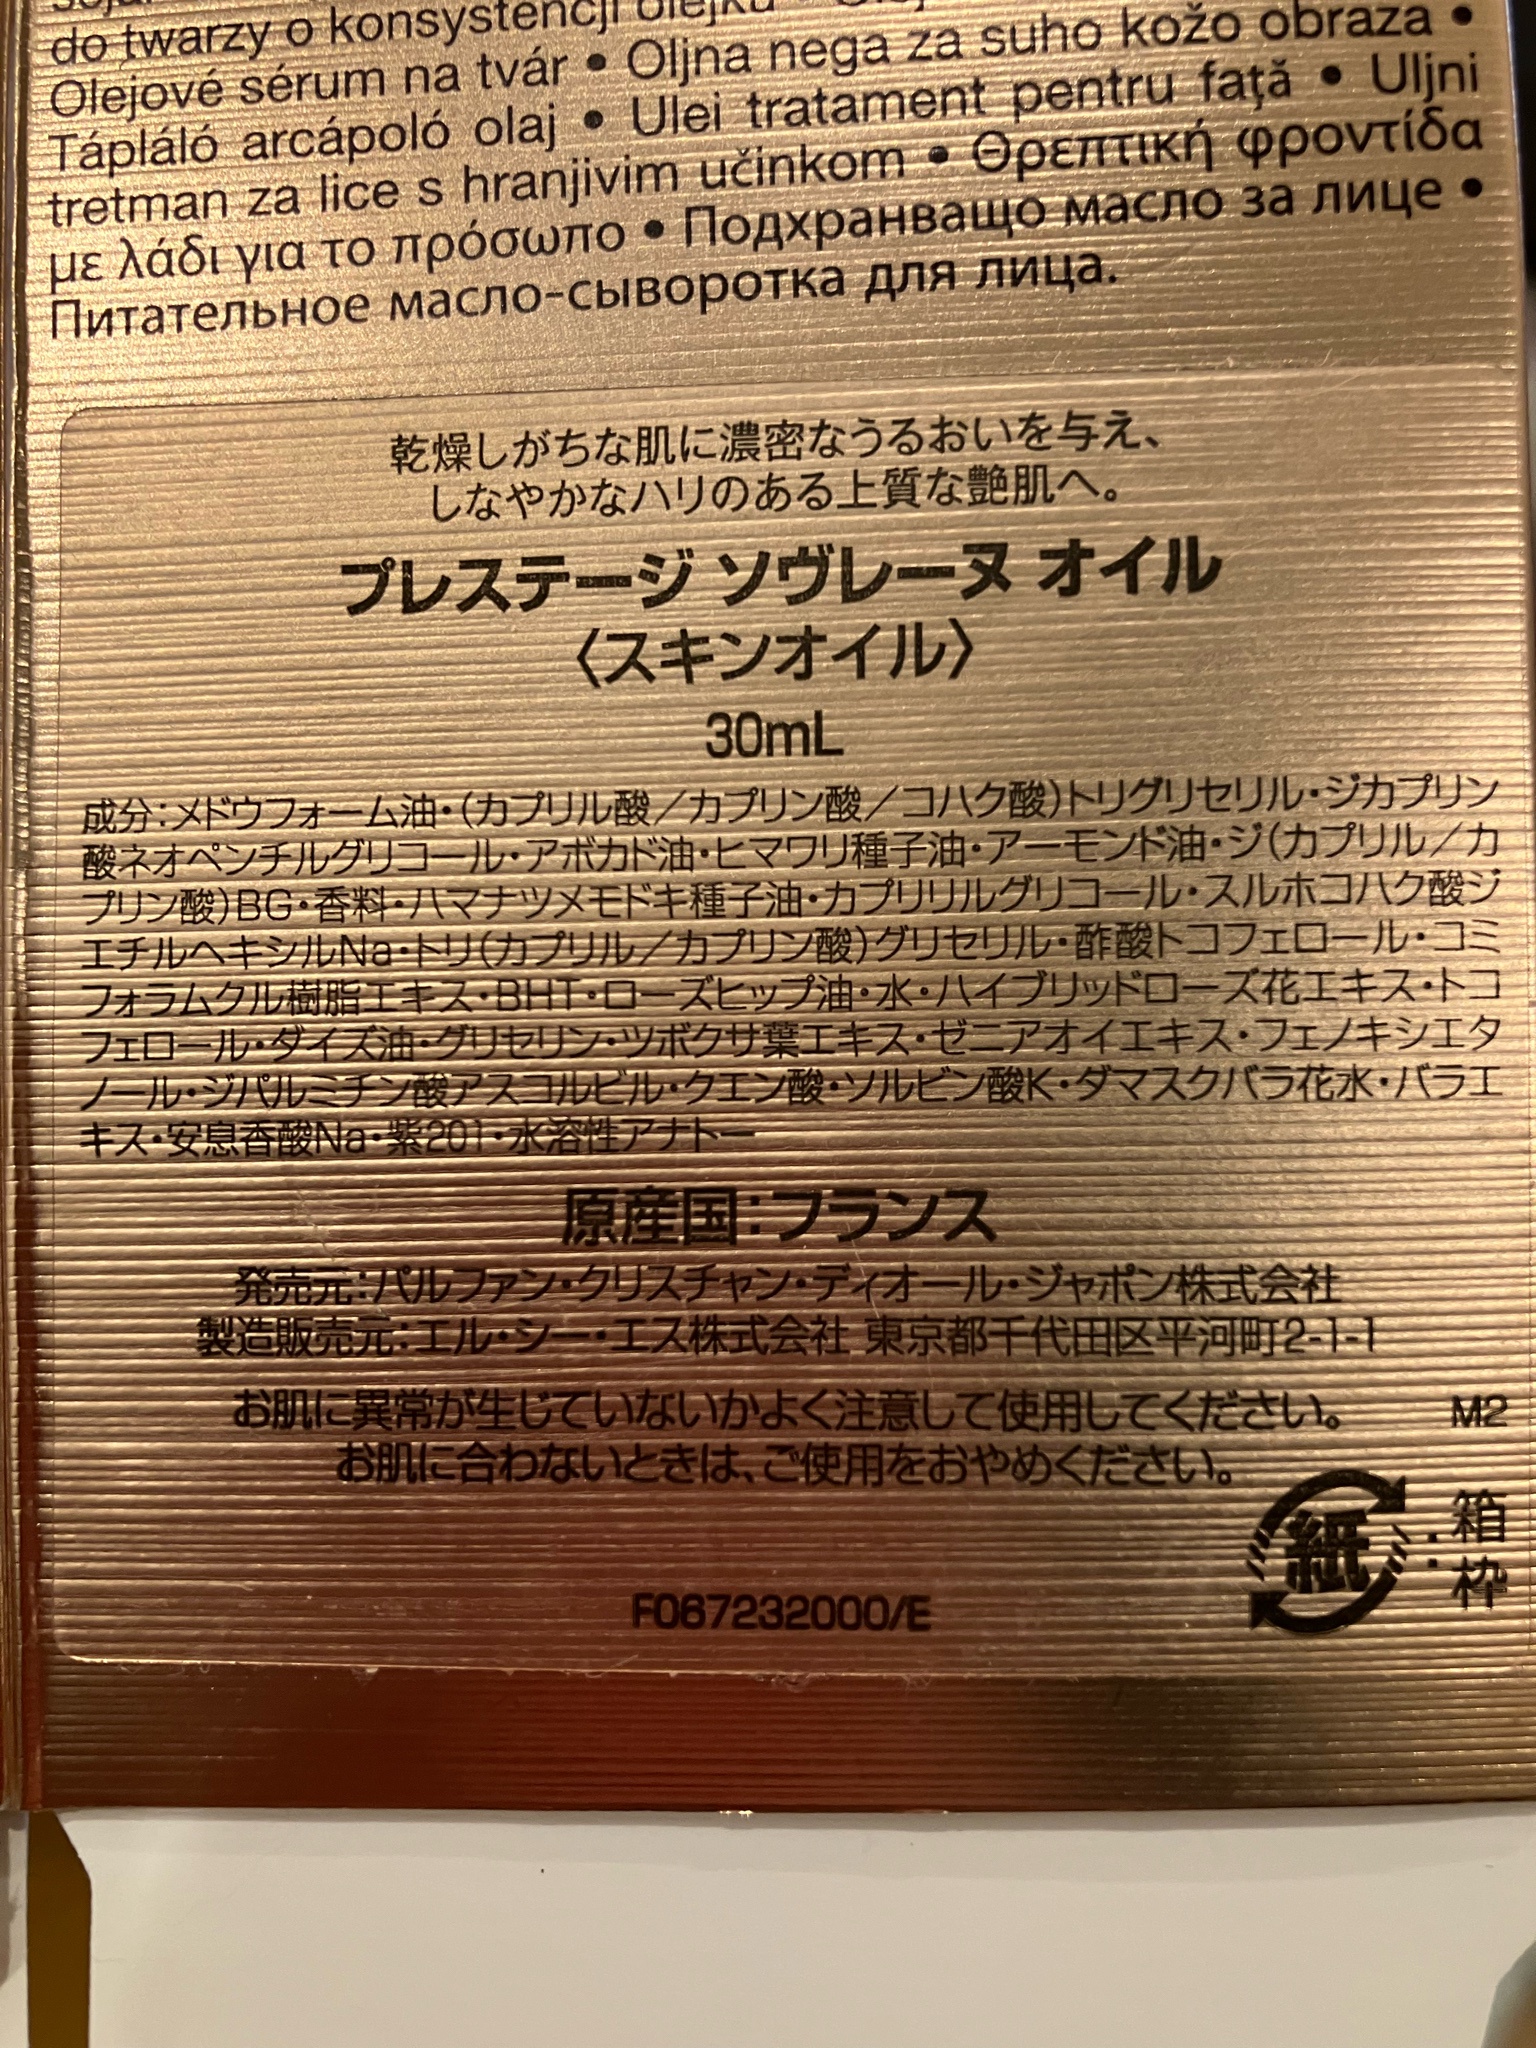 do twarzy o konsystencji olejku •
Olejové sérum na tvár • Oljna nega za suho kožo obraza •
Tápláló arcápoló olaj • Ulei tratament pentru față • Uljni
tretman za lice s hranjivim učinkom • Θρεπτική φροντίδα
με λάδι για το πρόσωπο • Подхранващо масло за лице •
Питательное масло-сыворотка для лица.
乾燥しがちな肌に濃密なうるおいを与え、
しなやかなハリのある上質な艶肌へ。
プレステージ ソヴレーヌ オイル
〈スキンオイル〉
30mL
成分:メドウフォーム油・(カプリル酸/カプリン酸/コハク酸)トリグリセリル・ジカプリン
酸ネオペンチルグリコール・アボカド油・ヒマワリ種子油・アーモンド油・ジ(カプリル/カ
プリン酸)BG・香料・ハマナツメモドキ種子油・カプリリルグリコール・スルホコハク酸ジ
エチルヘキシルNa・トリ(カプリル/カプリン酸)グリセリル・酢酸トコフェロール・コミ
フォラムクル樹脂エキス・BHT・ローズヒップ油・水・ハイブリッドローズ花エキス・トコ
フェロール・ダイズ油・グリセリン・ツボクサ葉エキス・ゼニアオイエキス・フェノキシエタ
ノール・ジパルミチン酸アスコルビル・クエン酸・ソルビン酸K・ダマスクバラ花水・バラエ
キス・安息香酸Na・紫201・水溶性アナトー
原産国:フランス
発売元:パルファン・クリスチャン・ディオール・ジャポン株式会社
製造販売元:エル・シー・エス株式会社 東京都千代田区平河町2-1-1
お肌に異常が生じていないかよく注意して使用してください。 M2
お肌に合わないときは、ご使用をおやめください。
紙:箱
枠
F067232000/E